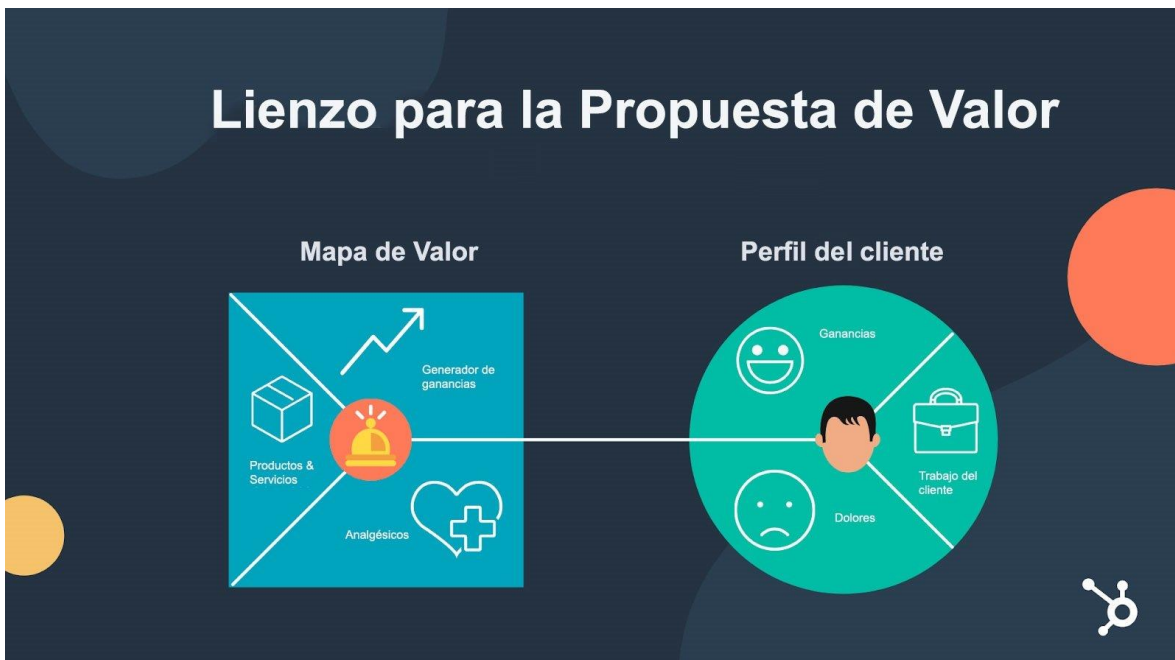 Lienzo para la Propuesta de Valor
Mapa de Valor
Generador de
ganancias
Productos &
Servicios
Analgésicos
Perfil del cliente
Ganancias
Trabajo del
cliente
Dolores